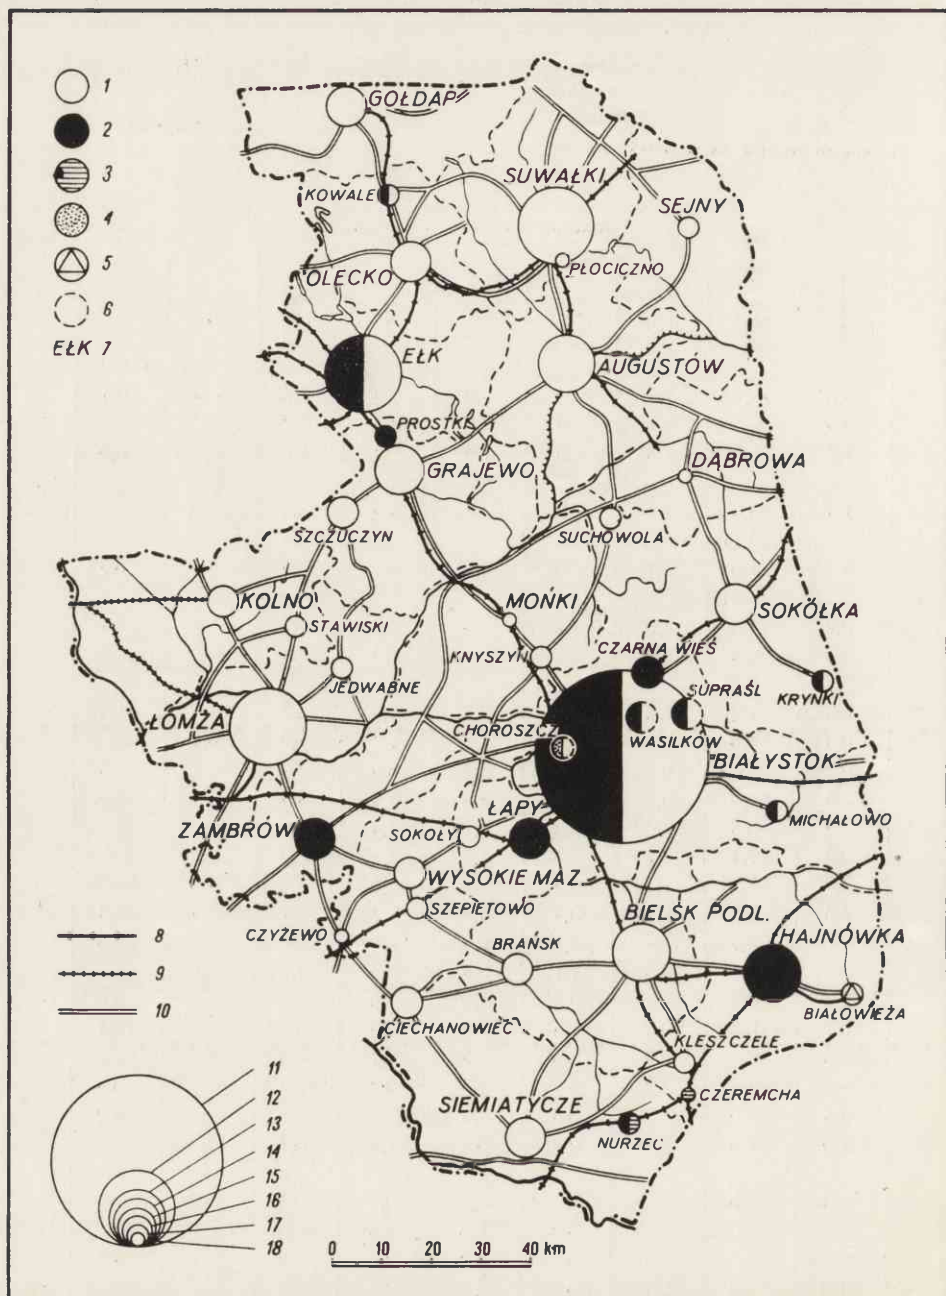 1
2
3
4
5
6
EŁK 7
GOŁDAP
KOWALE
SUWAŁKI
SEJNY
OLECKO
PŁOCICZNO
EŁK
AUGUSTÓW
PROSTKI
GRAJEWO
DĄBROWA
SZCZUCZYN
SUCHOWOLA
KOLNO
MOŃKI
SOKÓŁKA
STAWISKI
KNYSZYN
CZARNA WIEŚ
JEDWABNE
SUPRAŚL
KRYNKI
ŁOMŻA
CHOROSZCZ
WASILKÓW
BIAŁYSTOK
ŁAPY
MICHAŁOWO
ZAMBRÓW
SOKOŁY
WYSOKIE MAZ.
SZEPIETOWO
BIELSK PODL.
HAJNÓWKA
CZYŻEWO
BRAŃSK
BIAŁOWIEŻA
CIECHANOWIEC
KLESZCZELE
CZEREMCHA
SIEMIATYCZE
NURZEC
8
9
10
11
12
13
14
15
16
17
18
0 10 20 30 40 km